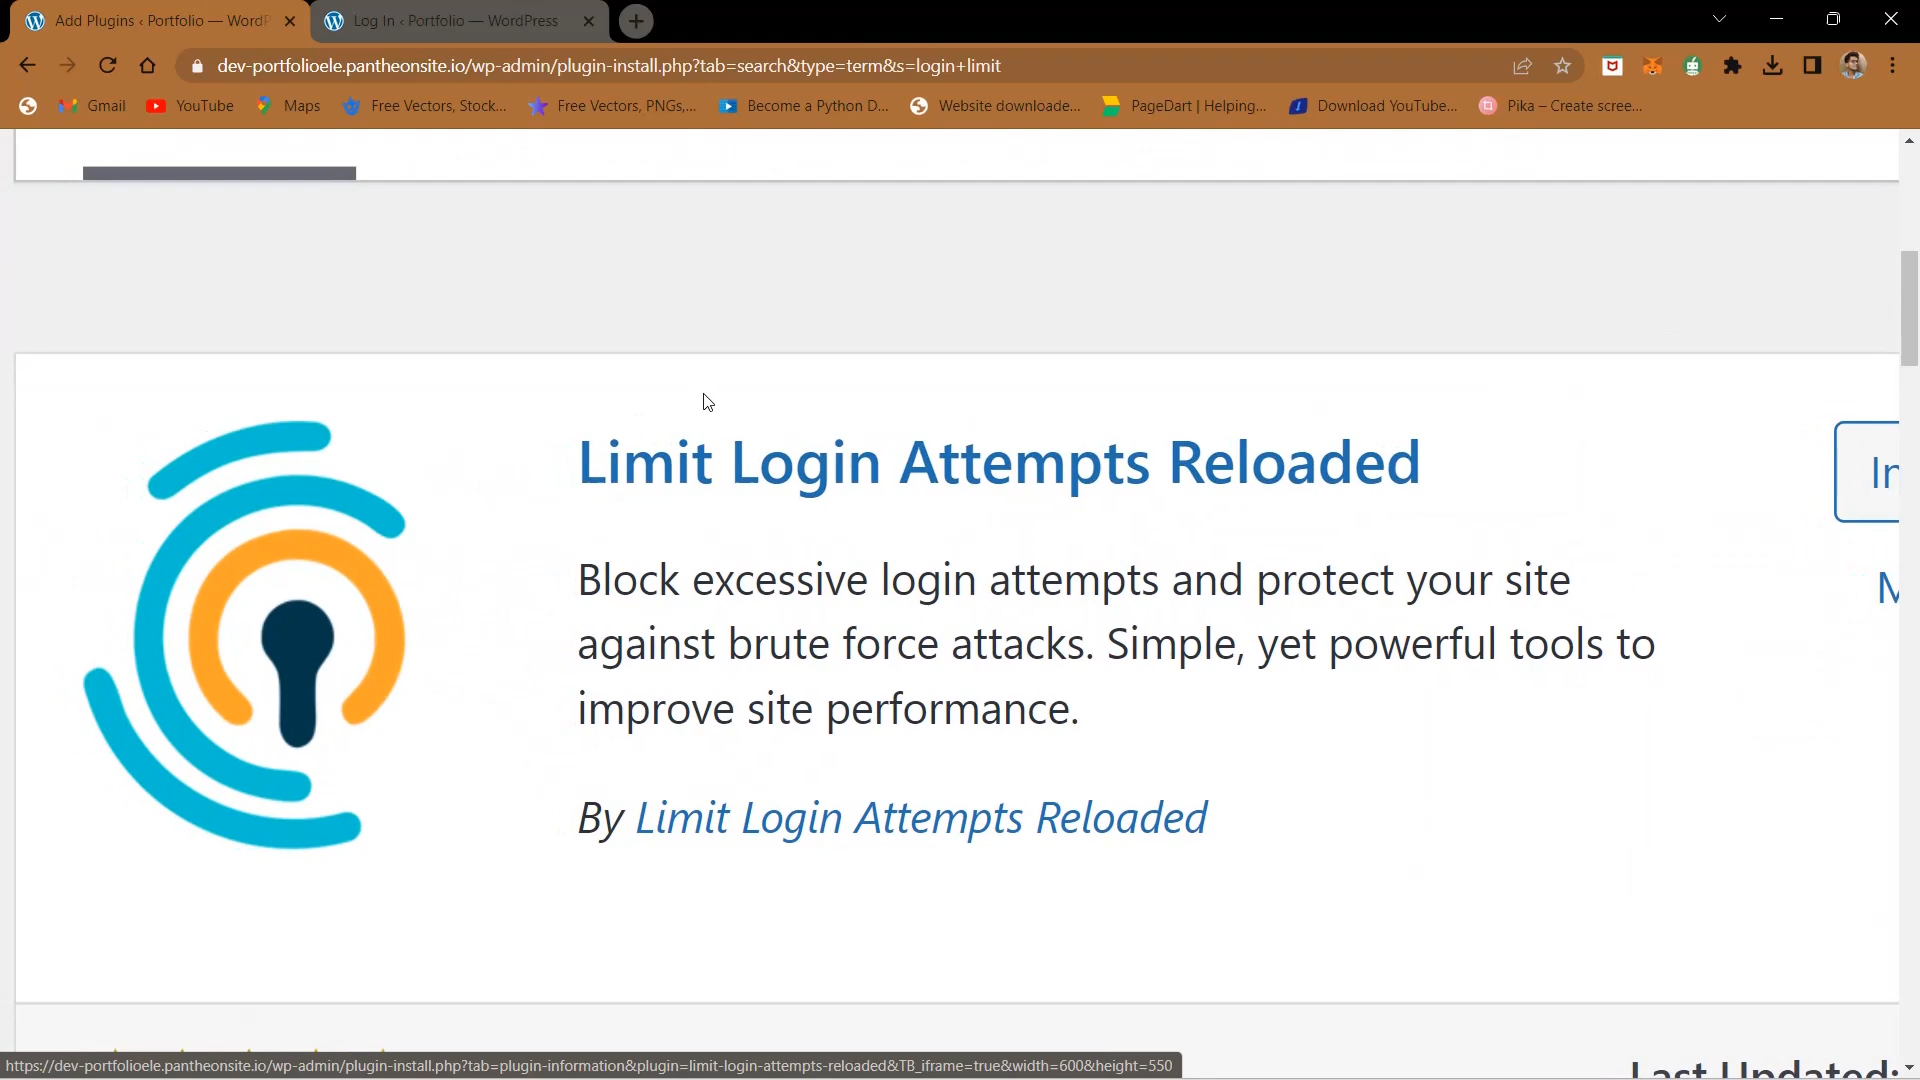 Add Plugins ‹ Portfolio — WordP
Log In ‹ Portfolio — WordPress
dev-portfolioele.pantheonsite.io/wp-admin/plugin-install.php?tab=search&type=term&s=login+limit
Gmail
YouTube
Maps
Free Vectors, Stock...
Free Vectors, PNGs,...
Become a Python D...
Website downloade...
PageDart | Helping...
Download YouTube...
Pika – Create scree...
Limit Login Attempts Reloaded
In
Block excessive login attempts and protect your site
against brute force attacks. Simple, yet powerful tools to
improve site performance.
M
By Limit Login Attempts Reloaded
Last Updated:
https://dev-portfolioele.pantheonsite.io/wp-admin/plugin-install.php?tab=plugin-information&plugin=limit-login-attempts-reloaded&TB_iframe=true&width=600&height=550